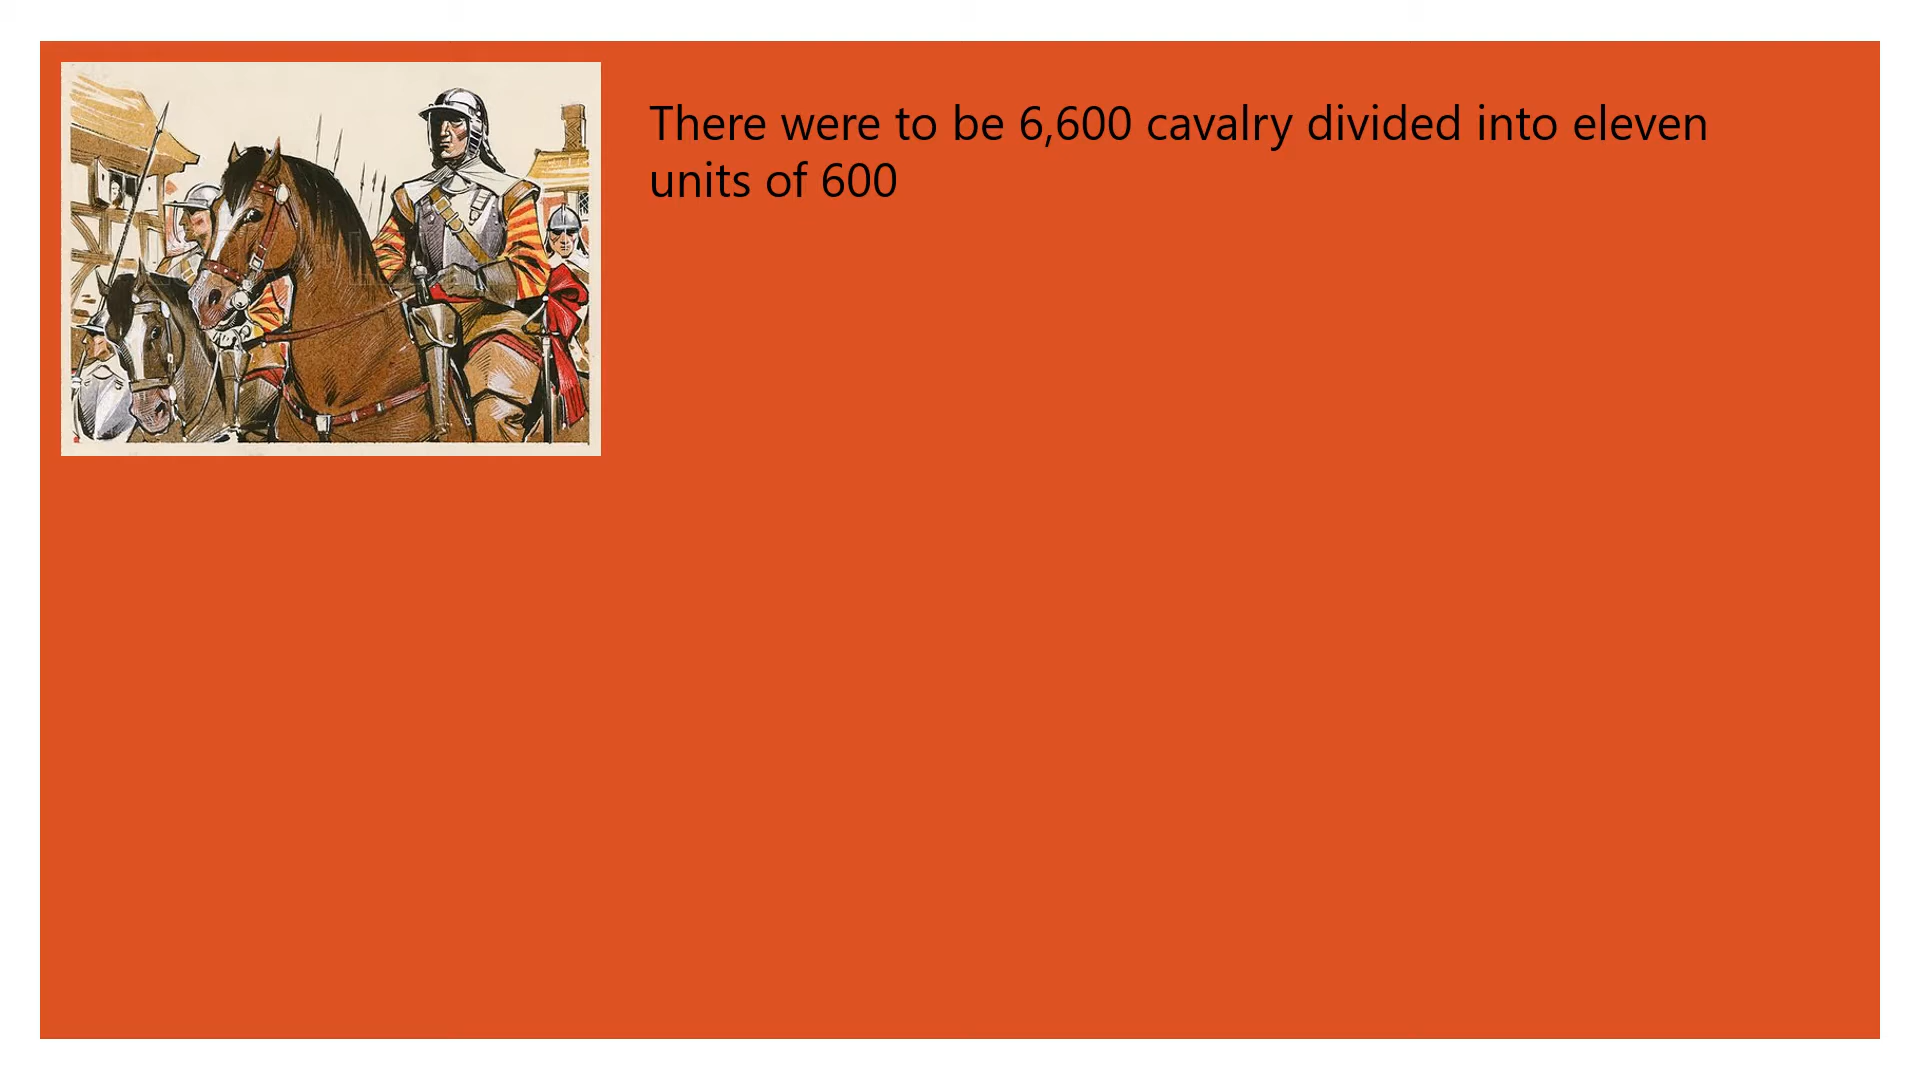 There were to be 6,600 cavalry divided into eleven
units of 600